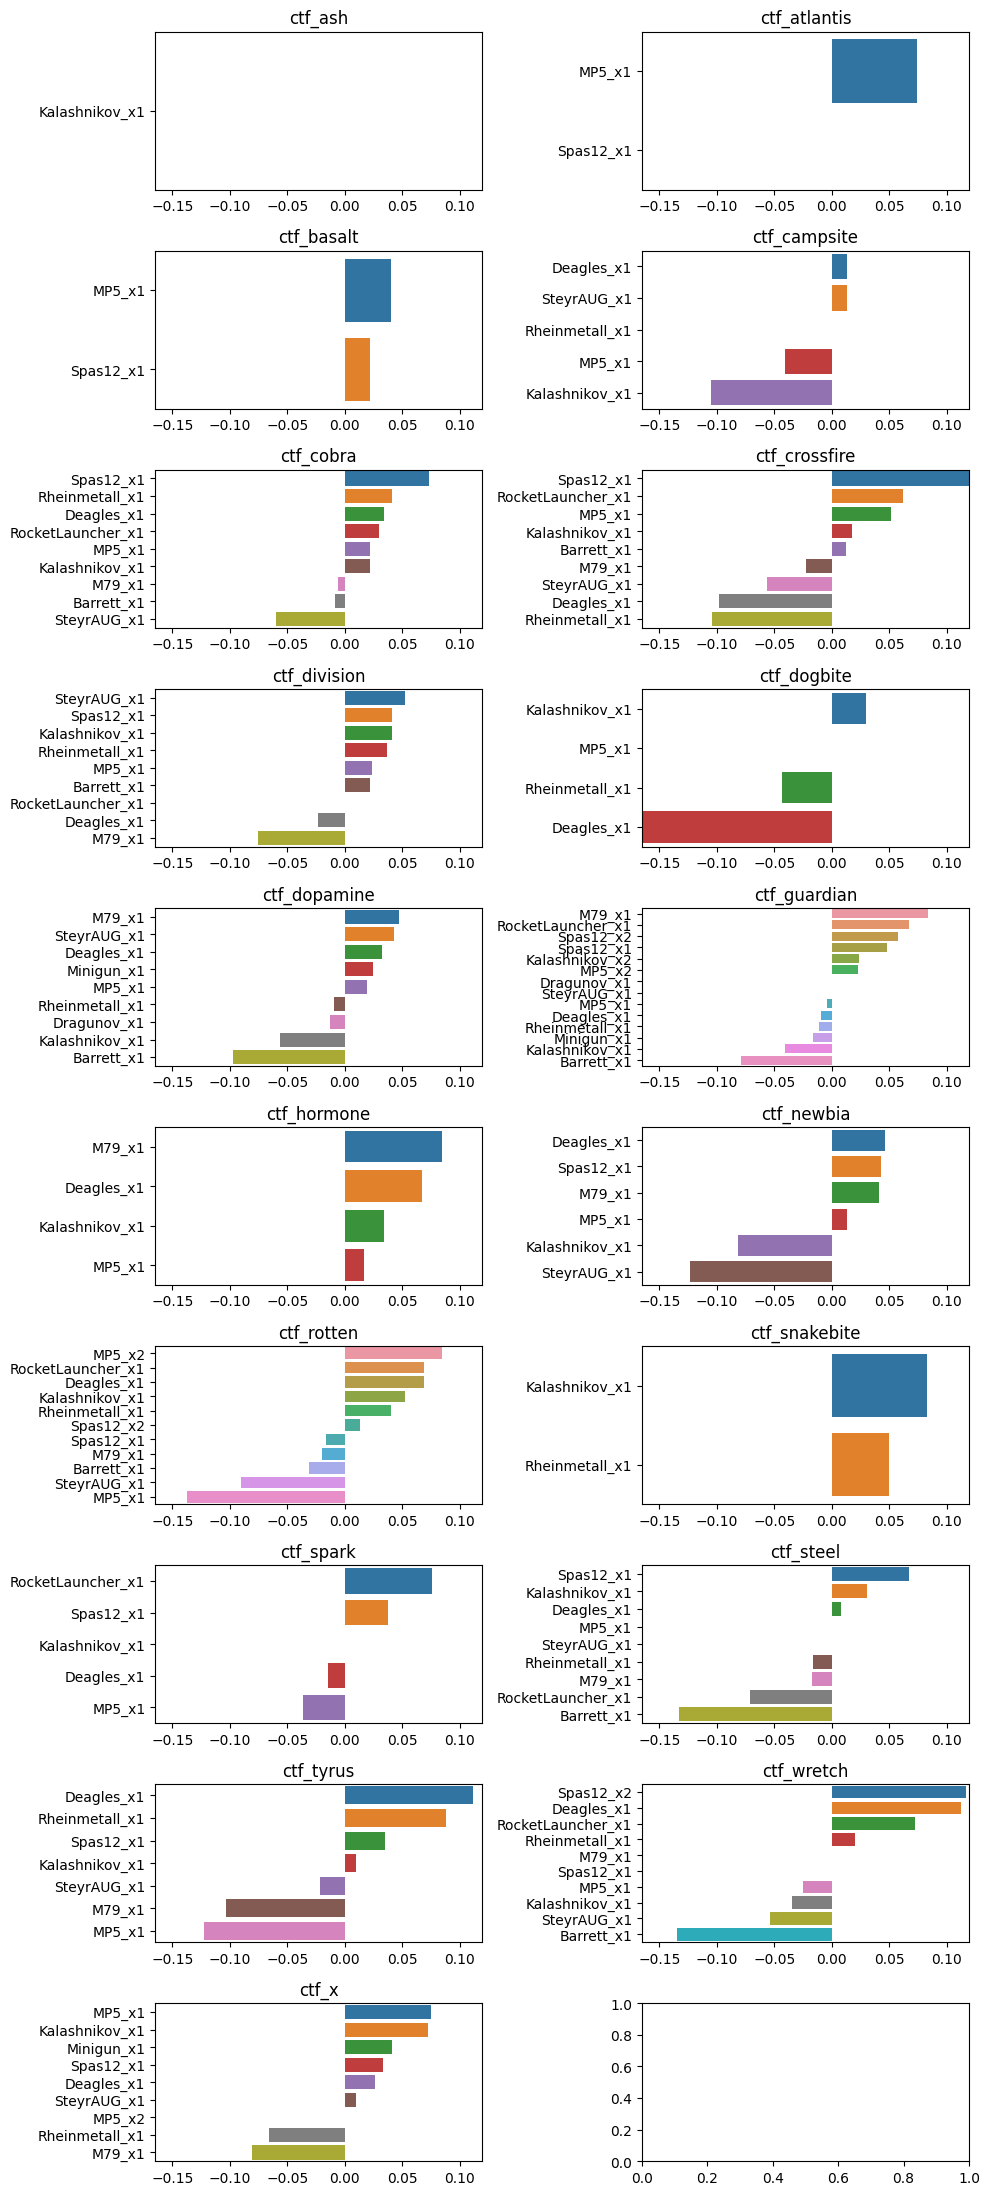 ctf_ash
Kalashnikov_x1
−0.15 −0.10 −0.05 0.00 0.05 0.10
ctf_atlantis
MP5_x1
Spas12_x1
−0.15 −0.10 −0.05 0.00 0.05 0.10
ctf_basalt
MP5_x1
Spas12_x1
−0.15 −0.10 −0.05 0.00 0.05 0.10
ctf_campsite
Deagles_x1
SteyrAUG_x1
Rheinmetall_x1
MP5_x1
Kalashnikov_x1
−0.15 −0.10 −0.05 0.00 0.05 0.10
ctf_cobra
Spas12_x1
Rheinmetall_x1
Deagles_x1
RocketLauncher_x1
MP5_x1
Kalashnikov_x1
M79_x1
Barrett_x1
SteyrAUG_x1
−0.15 −0.10 −0.05 0.00 0.05 0.10
ctf_crossfire
Spas12_x1
RocketLauncher_x1
MP5_x1
Kalashnikov_x1
Barrett_x1
M79_x1
SteyrAUG_x1
Deagles_x1
Rheinmetall_x1
−0.15 −0.10 −0.05 0.00 0.05 0.10
ctf_division
SteyrAUG_x1
Spas12_x1
Kalashnikov_x1
Rheinmetall_x1
MP5_x1
Barrett_x1
RocketLauncher_x1
Deagles_x1
M79_x1
−0.15 −0.10 −0.05 0.00 0.05 0.10
ctf_dogbite
Kalashnikov_x1
MP5_x1
Rheinmetall_x1
Deagles_x1
−0.15 −0.10 −0.05 0.00 0.05 0.10
ctf_dopamine
M79_x1
SteyrAUG_x1
Deagles_x1
Minigun_x1
MP5_x1
Rheinmetall_x1
Dragunov_x1
Kalashnikov_x1
Barrett_x1
−0.15 −0.10 −0.05 0.00 0.05 0.10
ctf_guardian
M79_x1
RocketLauncher_x1
Spas12_x2
Spas12_x1
Kalashnikov_x2
MP5_x2
Dragunov_x1
SteyrAUG_x1
MP5_x1
Deagles_x1
Rheinmetall_x1
Minigun_x1
Kalashnikov_x1
Barrett_x1
−0.15 −0.10 −0.05 0.00 0.05 0.10
ctf_hormone
M79_x1
Deagles_x1
Kalashnikov_x1
MP5_x1
−0.15 −0.10 −0.05 0.00 0.05 0.10
ctf_newbia
Deagles_x1
Spas12_x1
M79_x1
MP5_x1
Kalashnikov_x1
SteyrAUG_x1
−0.15 −0.10 −0.05 0.00 0.05 0.10
ctf_rotten
MP5_x2
RocketLauncher_x1
Deagles_x1
Kalashnikov_x1
Rheinmetall_x1
Spas12_x2
Spas12_x1
M79_x1
Barrett_x1
SteyrAUG_x1
MP5_x1
−0.15 −0.10 −0.05 0.00 0.05 0.10
ctf_snakebite
Kalashnikov_x1
Rheinmetall_x1
−0.15 −0.10 −0.05 0.00 0.05 0.10
ctf_spark
RocketLauncher_x1
Spas12_x1
Kalashnikov_x1
Deagles_x1
MP5_x1
−0.15 −0.10 −0.05 0.00 0.05 0.10
ctf_steel
Spas12_x1
Kalashnikov_x1
Deagles_x1
MP5_x1
SteyrAUG_x1
Rheinmetall_x1
M79_x1
RocketLauncher_x1
Barrett_x1
−0.15 −0.10 −0.05 0.00 0.05 0.10
ctf_tyrus
Deagles_x1
Rheinmetall_x1
Spas12_x1
Kalashnikov_x1
SteyrAUG_x1
M79_x1
MP5_x1
−0.15 −0.10 −0.05 0.00 0.05 0.10
ctf_wretch
Spas12_x2
Deagles_x1
RocketLauncher_x1
Rheinmetall_x1
M79_x1
Spas12_x1
MP5_x1
Kalashnikov_x1
SteyrAUG_x1
Barrett_x1
−0.15 −0.10 −0.05 0.00 0.05 0.10
ctf_x
MP5_x1
Kalashnikov_x1
Minigun_x1
Spas12_x1
Deagles_x1
SteyrAUG_x1
MP5_x2
Rheinmetall_x1
M79_x1
−0.15 −0.10 −0.05 0.00 0.05 0.10
1.0
0.8
0.6
0.4
0.2
0.0
0.0 0.2 0.4 0.6 0.8 1.0